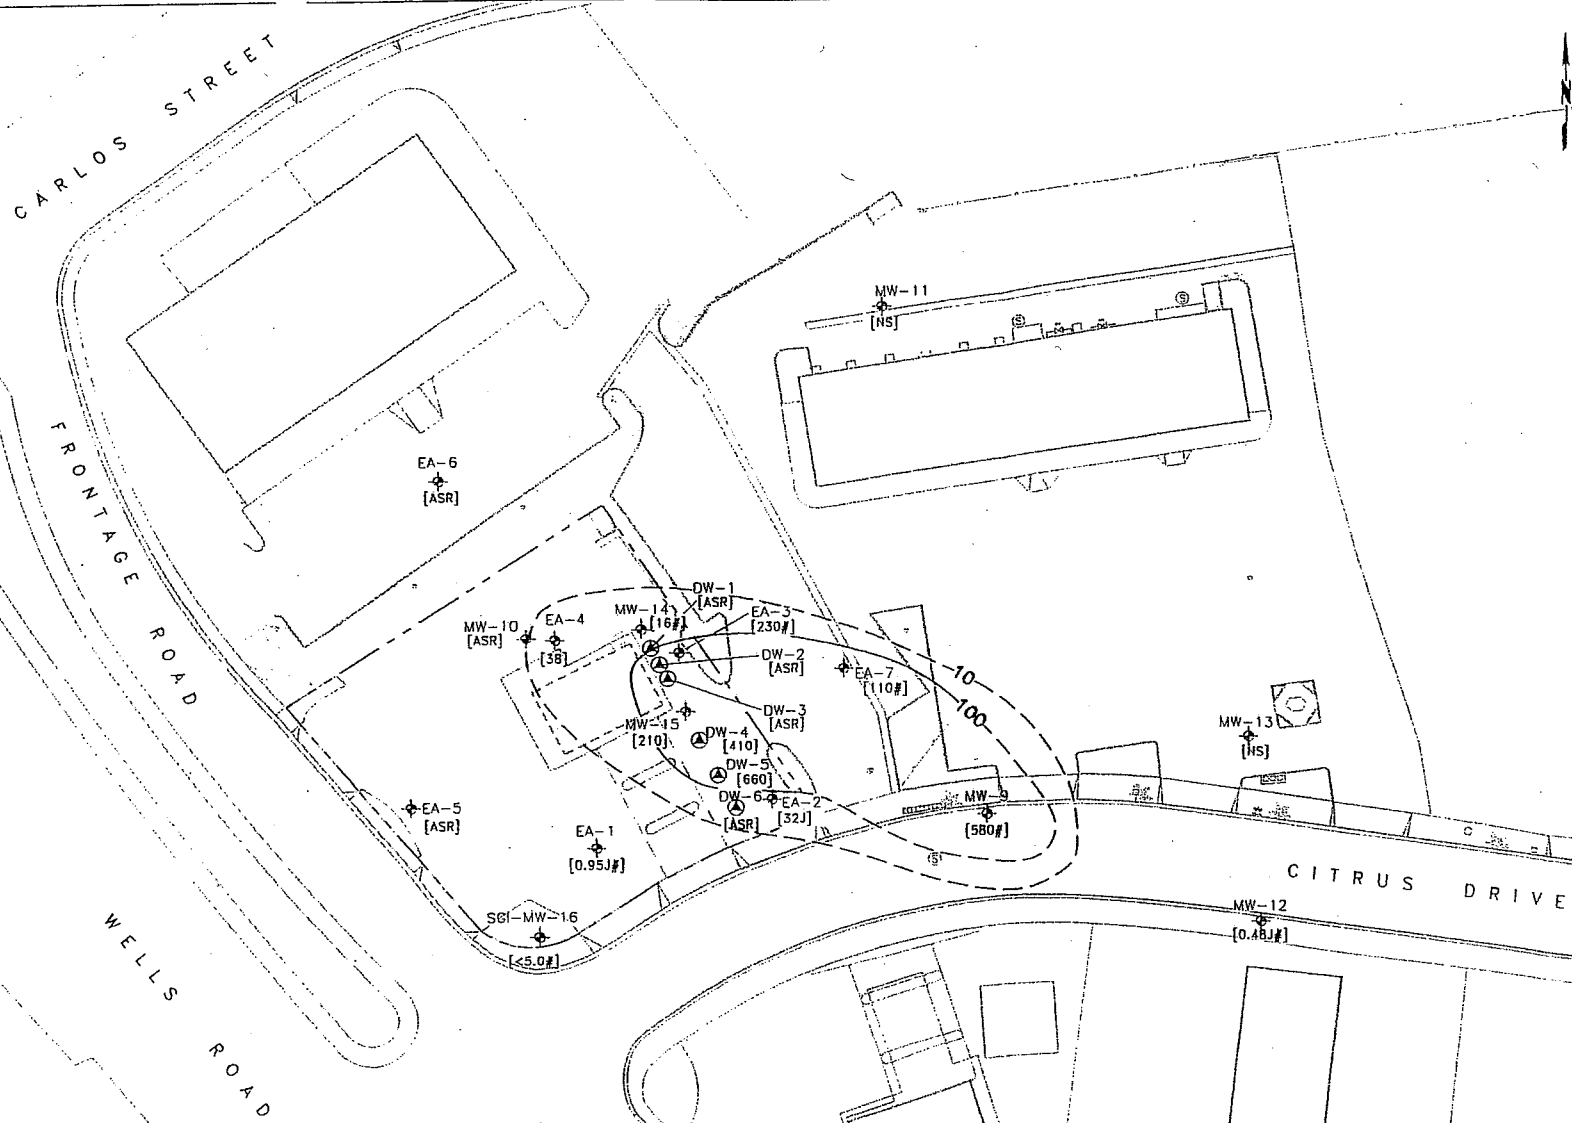 CARLOS STREET
N
MW-11
[NS]
FRONTAGE ROAD
EA-6
[ASR]
DW-1
[ASR]
MW-14
[16#]
EA-3
[230#]
EA-4
[38]
MW-10
[ASR]
DW-2
[ASR]
EA-7
[110#]
10
100
DW-3
[ASR]
MW-15
[210]
DW-4
[410]
MW-13
[NS]
DW-5
[660]
DW-6
[ASR]
EA-2
[32J]
MW-9
[580#]
EA-5
[ASR]
EA-1
[0.95J#]
S
S
S
CITRUS DRIVE
MW-12
[0.48J#]
SCI-MW-16
[<5.0#]
WELLS ROAD